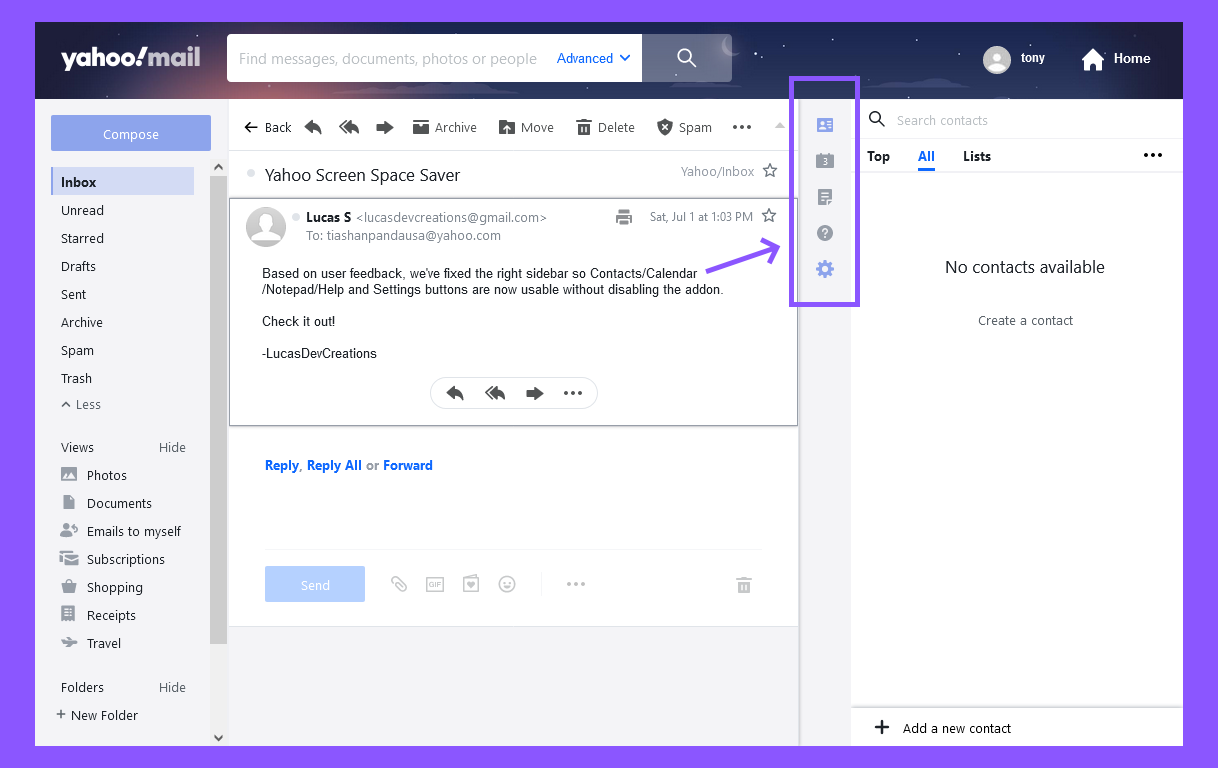 yahoo!mail
Find messages, documents, photos or people
Advanced
tony
Home
Compose
Inbox
Unread
Starred
Drafts
Sent
Archive
Spam
Trash
Less
Views Hide
Photos
Documents
Emails to myself
Subscriptions
Shopping
Receipts
Travel
Folders Hide
+ New Folder
Back
Archive
Move
Delete
Spam
Yahoo Screen Space Saver
Yahoo/Inbox
Lucas S <lucasdevcreations@gmail.com>
Sat, Jul 1 at 1:03 PM
To: tiashanpandausa@yahoo.com
Based on user feedback, we've fixed the right sidebar so Contacts/Calendar
/Notepad/Help and Settings buttons are now usable without disabling the addon.
Check it out!
-LucasDevCreations
Reply, Reply All or Forward
Send
GIF
3
?
Search contacts
Top All Lists
No contacts available
Create a contact
+ Add a new contact